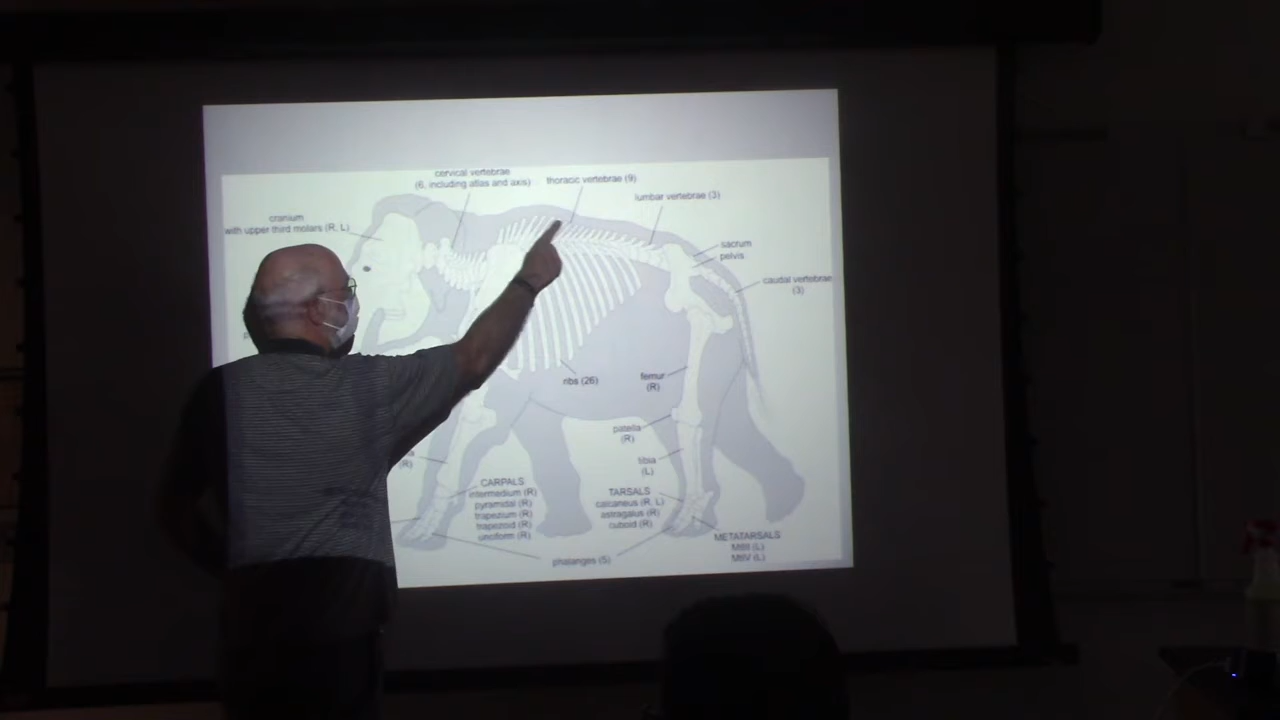 cervical vertebrae
(6, including atlas and axis)
thoracic vertebrae (9)
lumbar vertebrae (3)
cranium
with upper third molars (R, L)
sacrum
pelvis
caudal vertebrae
(3)
ribs (26)
femur
(R)
patella
(R)
tibia
(L)
(R)
CARPALS
intermedium (R)
pyramidal (R)
trapezium (R)
trapezoid (R)
unciform (R)
TARSALS
calcaneus (R, L)
astragalus (R)
cuboid (R)
METATARSALS
MtIII (L)
MtIV (L)
phalanges (5)